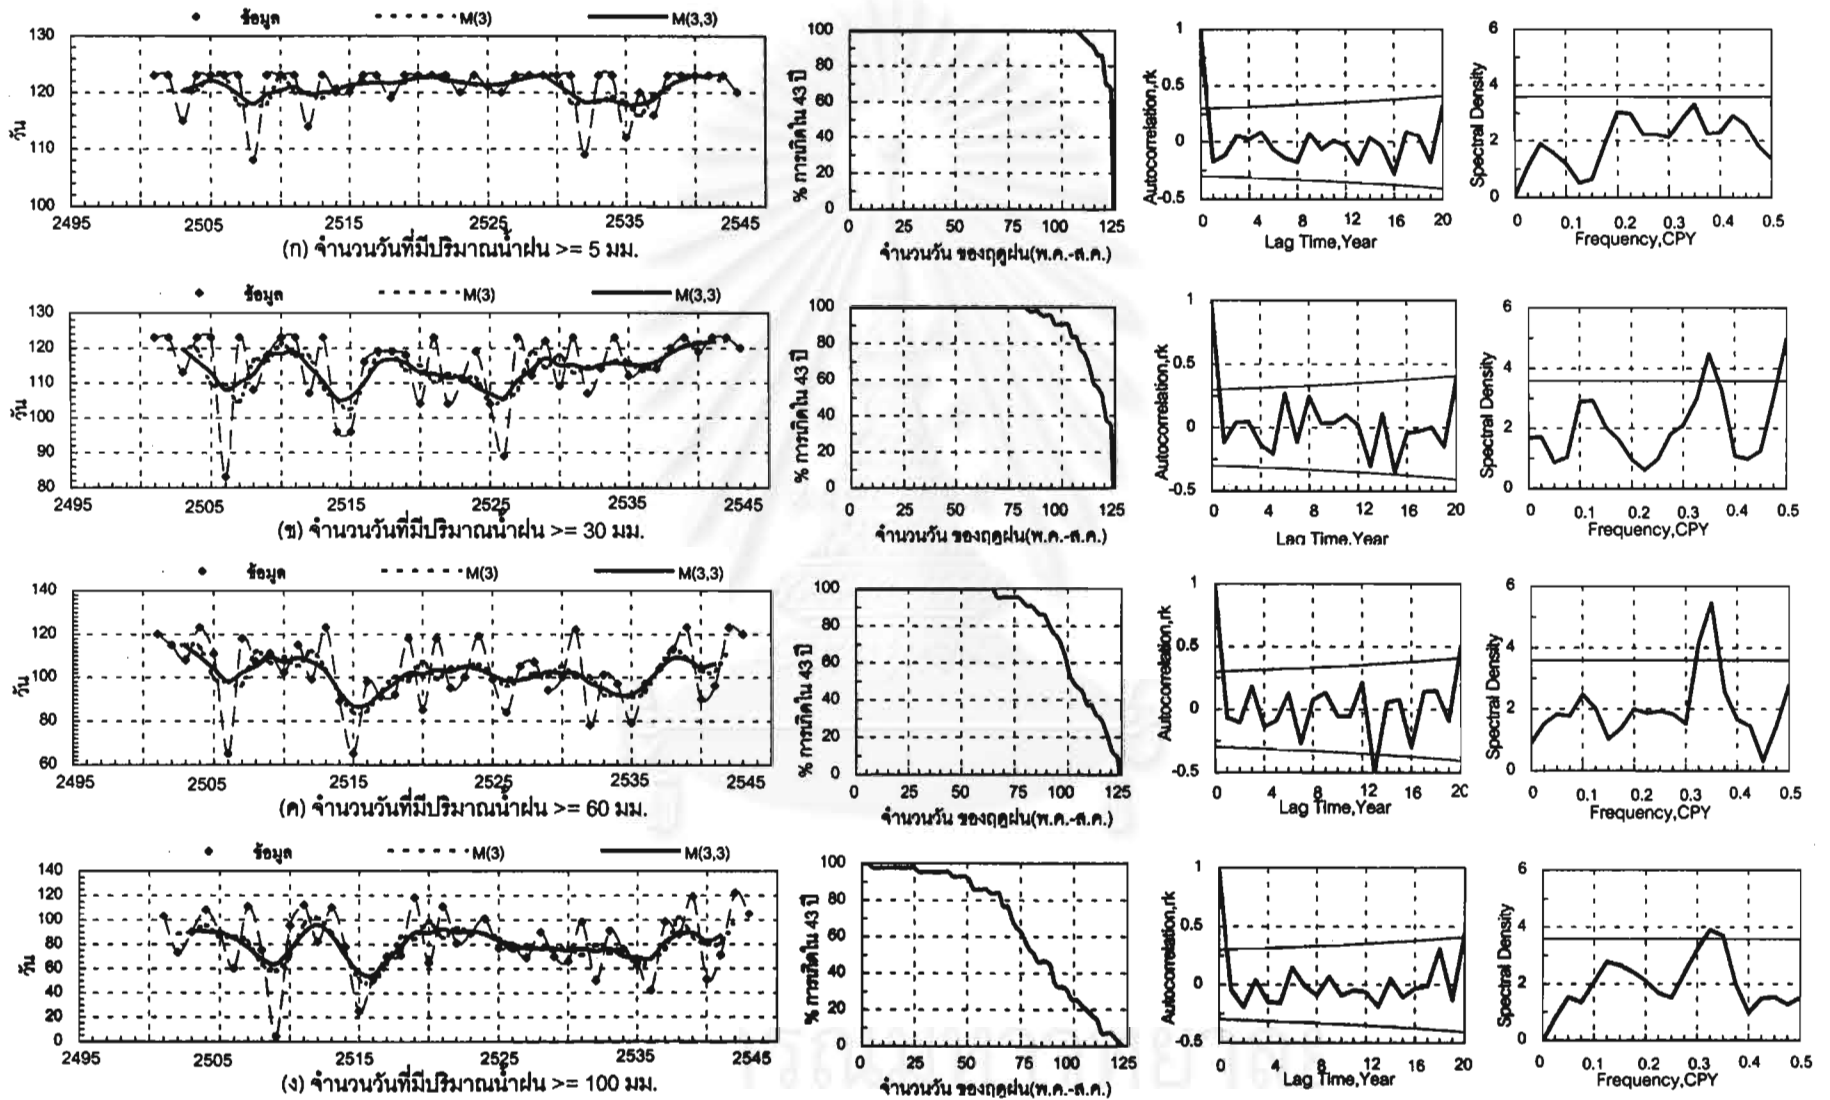 ข้อมูล M(3) M(3,3)
130
120
110
100
วัน
2495 2505 2515 2525 2535 2545
(ก) จำนวนวันที่มีปริมาณน้ำฝน >= 5 มม.
100
80
60
40
20
0
% การเกิดใน 43 ปี
0 25 50 75 100 125
จำนวนวัน ของฤดูฝน(พ.ค.-ส.ค.)
1
0.5
0
-0.5
Autocorrelation,rk
0 4 8 12 16 20
Lag Time,Year
6
4
2
0
Spectral Density
0 0.1 0.2 0.3 0.4 0.5
Frequency,CPY
ข้อมูล M(3) M(3,3)
130
120
110
100
90
80
วัน
2495 2505 2515 2525 2535 2545
(ข) จำนวนวันที่มีปริมาณน้ำฝน >= 30 มม.
100
80
60
40
20
0
% การเกิดใน 43 ปี
0 25 50 75 100 125
จำนวนวัน ของฤดูฝน(พ.ค.-ส.ค.)
1
0.5
0
-0.5
Autocorrelation,rk
0 4 8 12 16 20
Lag Time,Year
6
4
2
0
Spectral Density
0 0.1 0.2 0.3 0.4 0.5
Frequency,CPY
ข้อมูล M(3) M(3,3)
140
120
100
80
60
วัน
2495 2505 2515 2525 2535 2545
(ค) จำนวนวันที่มีปริมาณน้ำฝน >= 60 มม.
100
80
60
40
20
0
% การเกิดใน 43 ปี
0 25 50 75 100 125
จำนวนวัน ของฤดูฝน(พ.ค.-ส.ค.)
1
0.5
0
-0.5
Autocorrelation,rk
0 4 8 12 16 20
Lag Time,Year
6
4
2
0
Spectral Density
0 0.1 0.2 0.3 0.4 0.5
Frequency,CPY
ข้อมูล M(3) M(3,3)
140
120
100
80
60
40
20
0
วัน
2495 2505 2515 2525 2535 2545
(ง) จำนวนวันที่มีปริมาณน้ำฝน >= 100 มม.
100
80
60
40
20
0
% การเกิดใน 43 ปี
0 25 50 75 100 125
จำนวนวัน ของฤดูฝน(พ.ค.-ส.ค.)
1
0.5
0
-0.5
Autocorrelation,rk
0 4 8 12 16 20
Lag Time,Year
6
4
2
0
Spectral Density
0 0.1 0.2 0.3 0.4 0.5
Frequency,CPY